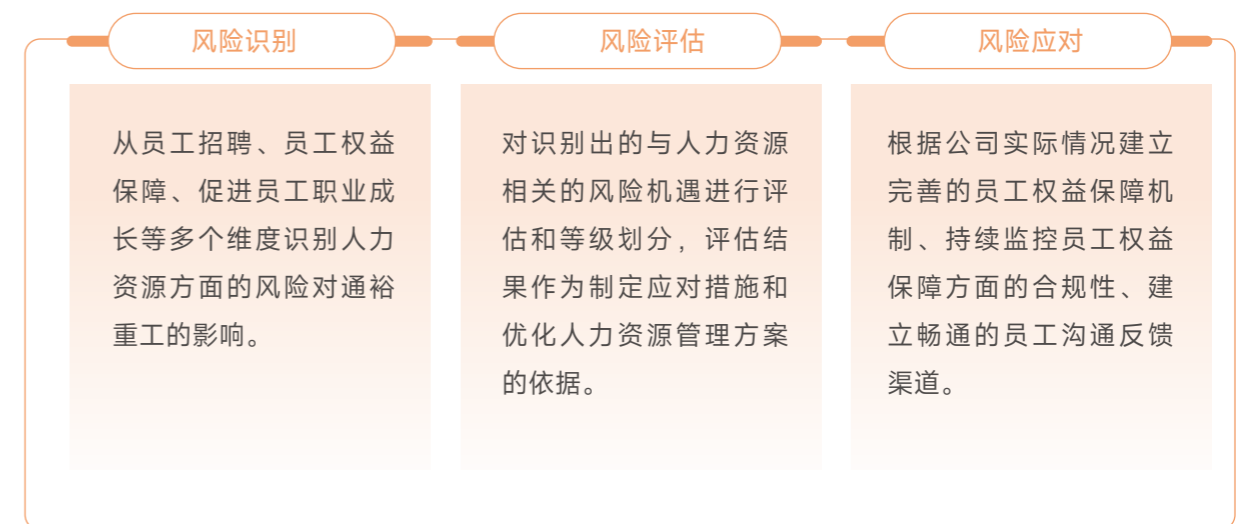 风险识别
从员工招聘、员工权益
保障、促进员工职业成
长等多个维度识别人力
资源方面的风险对通裕
重工的影响。
风险评估
对识别出的与人力资源
相关的风险机遇进行评
估和等级划分，评估结
果作为制定应对措施和
优化人力资源管理方案
的依据。
风险应对
根据公司实际情况建立
完善的员工权益保障机
制、持续监控员工权益
保障方面的合规性、建
立畅通的员工沟通反馈
渠道。